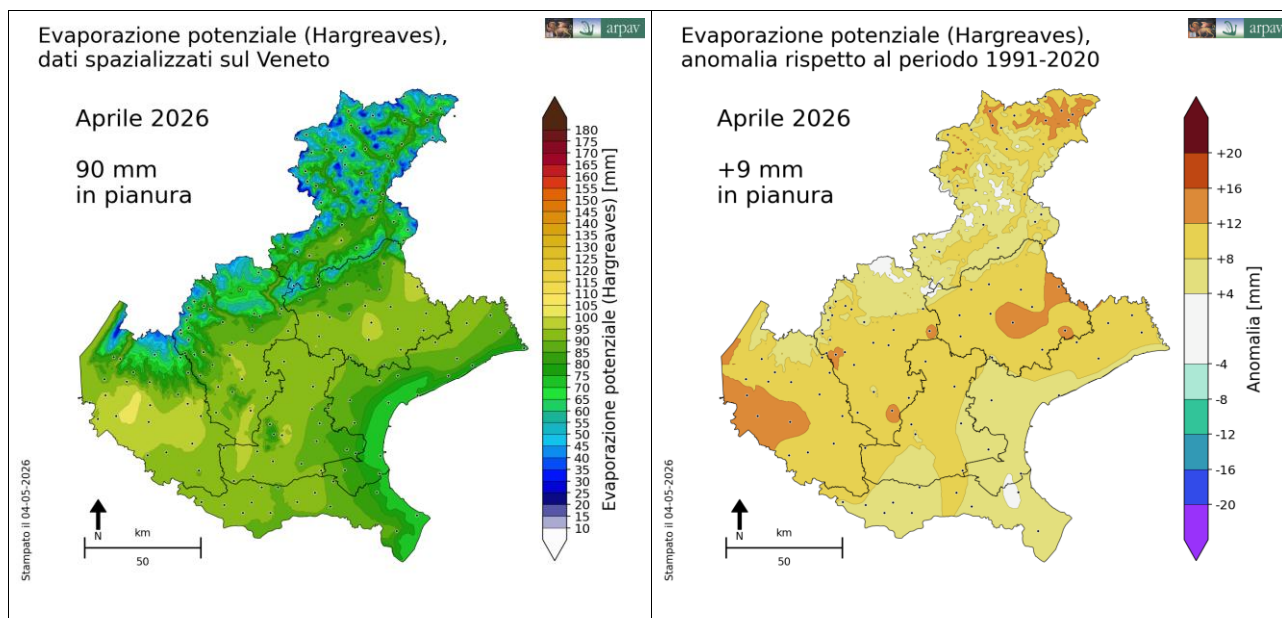 Evaporazione potenziale (Hargreaves),
dati spazializzati sul Veneto
arpav
Aprile 2026
90 mm
in pianura
180
175
170
165
160
155
150
145
140
135
130
125
120
115
110
105
100
95
90
85
80
75
70
65
60
55
50
45
40
35
30
25
20
15
10
Evaporazione potenziale (Hargreaves) [mm]
Stampato il 04-05-2026
N
km
50
Evaporazione potenziale (Hargreaves),
anomalia rispetto al periodo 1991-2020
arpav
Aprile 2026
+9 mm
in pianura
+20
+16
+12
+8
+4
-4
-8
-12
-16
-20
Anomalia [mm]
Stampato il 04-05-2026
N
km
50